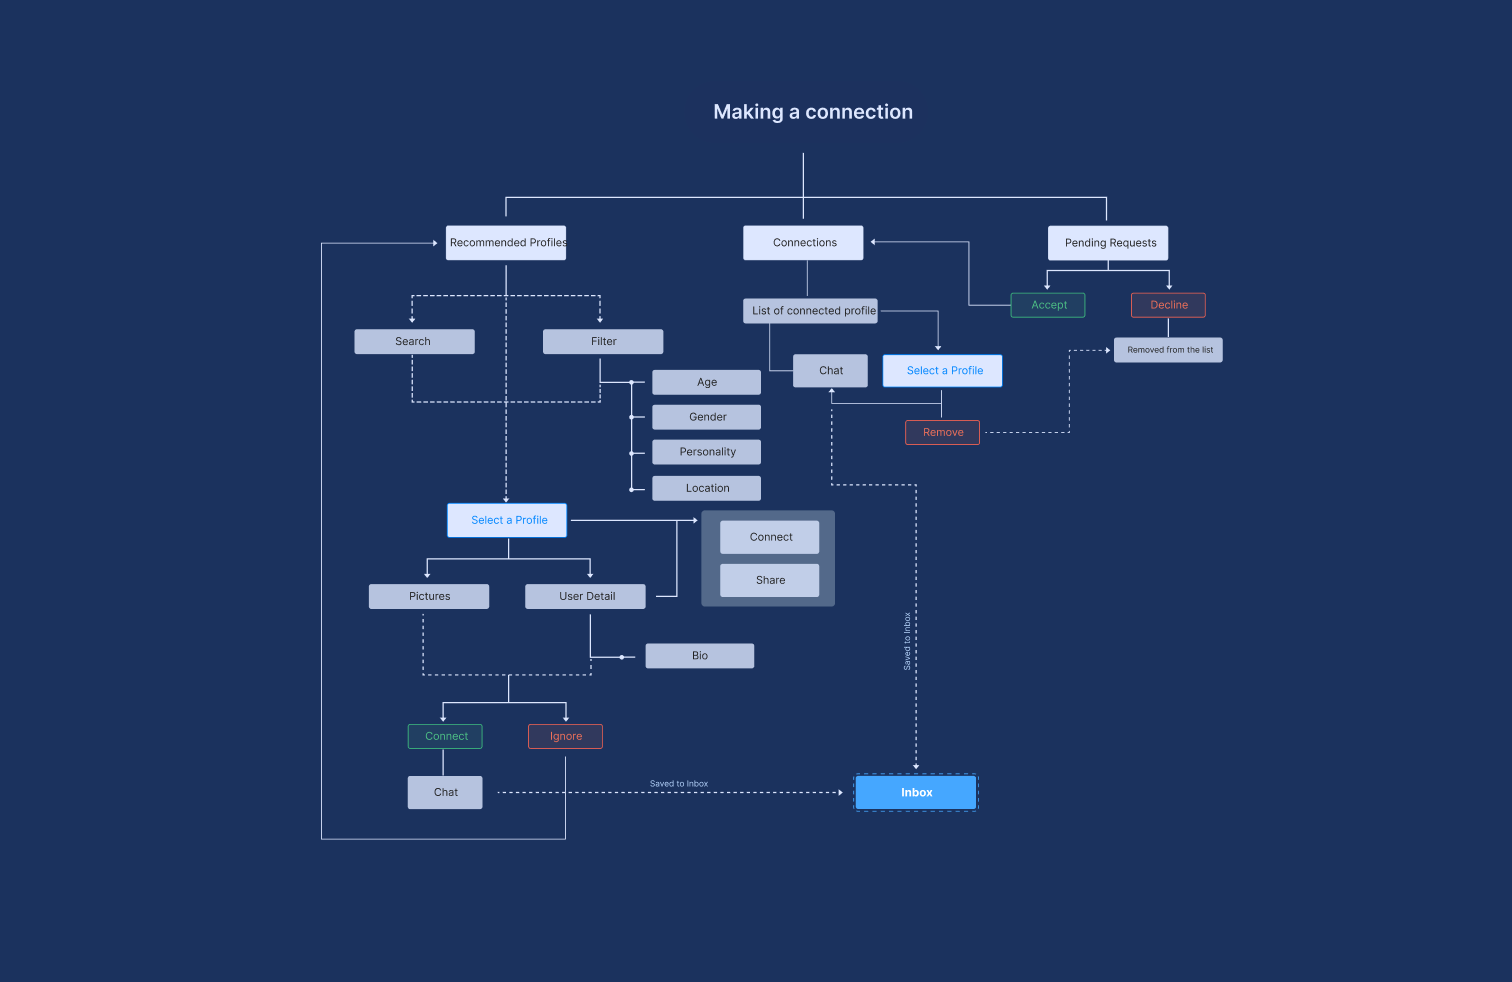 Making a connection
Recommended Profiles
Connections
Pending Requests
Accept
Decline
List of connected profile
Search
Filter
Removed from the list
Chat
Select a Profile
Age
Gender
Remove
Personality
Location
Select a Profile
Connect
Share
Pictures
User Detail
Saved to Inbox
Bio
Connect
Ignore
Saved to Inbox
Chat
Inbox